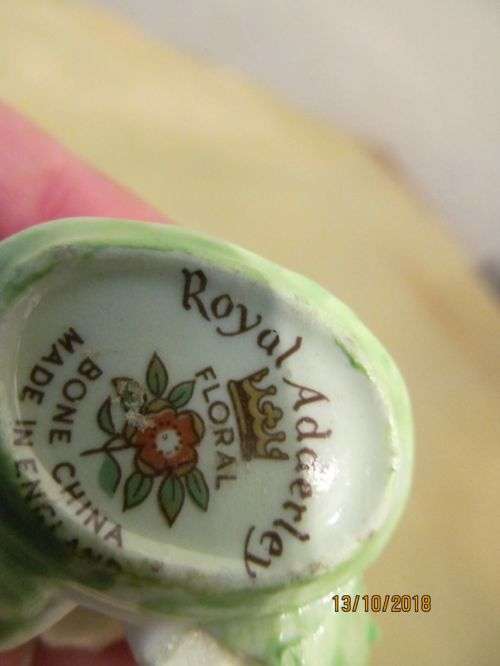 Royal Adderley
FLORAL
BONE CHINA
MADE IN ENGLAND
13/10/2018